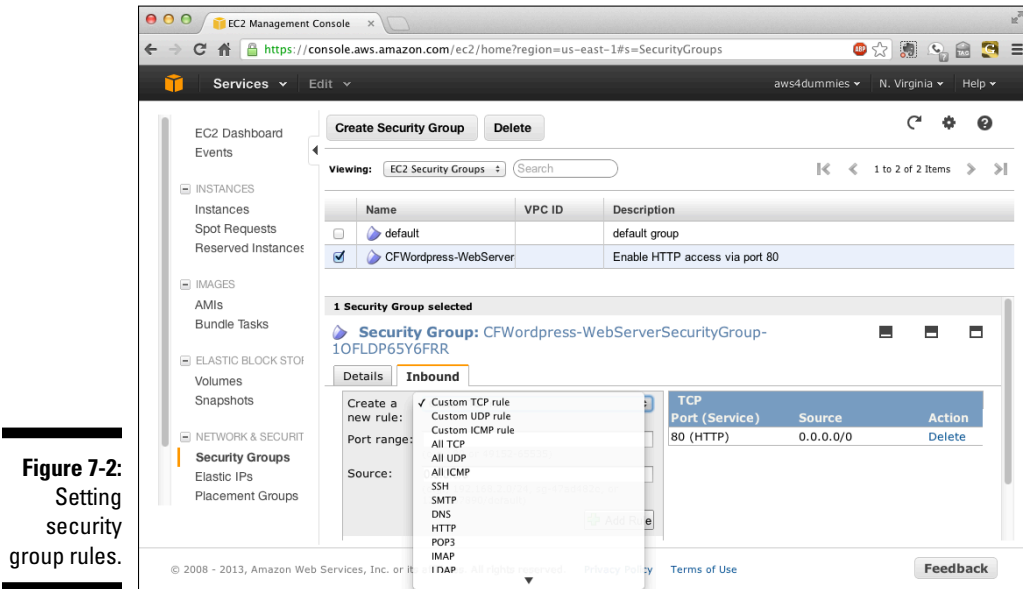 EC2 Management Console
https://console.aws.amazon.com/ec2/home?region=us-east-1#s=SecurityGroups
Services Edit aws4dummies N. Virginia Help
EC2 Dashboard
Events
INSTANCES
Instances
Spot Requests
Reserved Instances
IMAGES
AMIs
Bundle Tasks
ELASTIC BLOCK STOF
Volumes
Snapshots
NETWORK & SECURIT
Security Groups
Elastic IPs
Placement Groups
Create Security Group Delete
Viewing: EC2 Security Groups Search 1 to 2 of 2 Items
Name VPC ID Description
default default group
CFWordpress-WebServer Enable HTTP access via port 80
1 Security Group selected
Security Group: CFWordpress-WebServerSecurityGroup-
1OFLDP65Y6FRR
Details Inbound
Create a
new rule:
Port range:
Source:
✓ Custom TCP rule
Custom UDP rule
Custom ICMP rule
All TCP
All UDP
All ICMP
SSH
SMTP
DNS
HTTP
POP3
IMAP
LDAP
Add Rule
TCP
Port (Service) Source Action
80 (HTTP) 0.0.0.0/0 Delete
© 2008 - 2013, Amazon Web Services, Inc. or its All rights reserved. Privacy Policy Terms of Use
Feedback
Figure 7-2:
Setting
security
group rules.